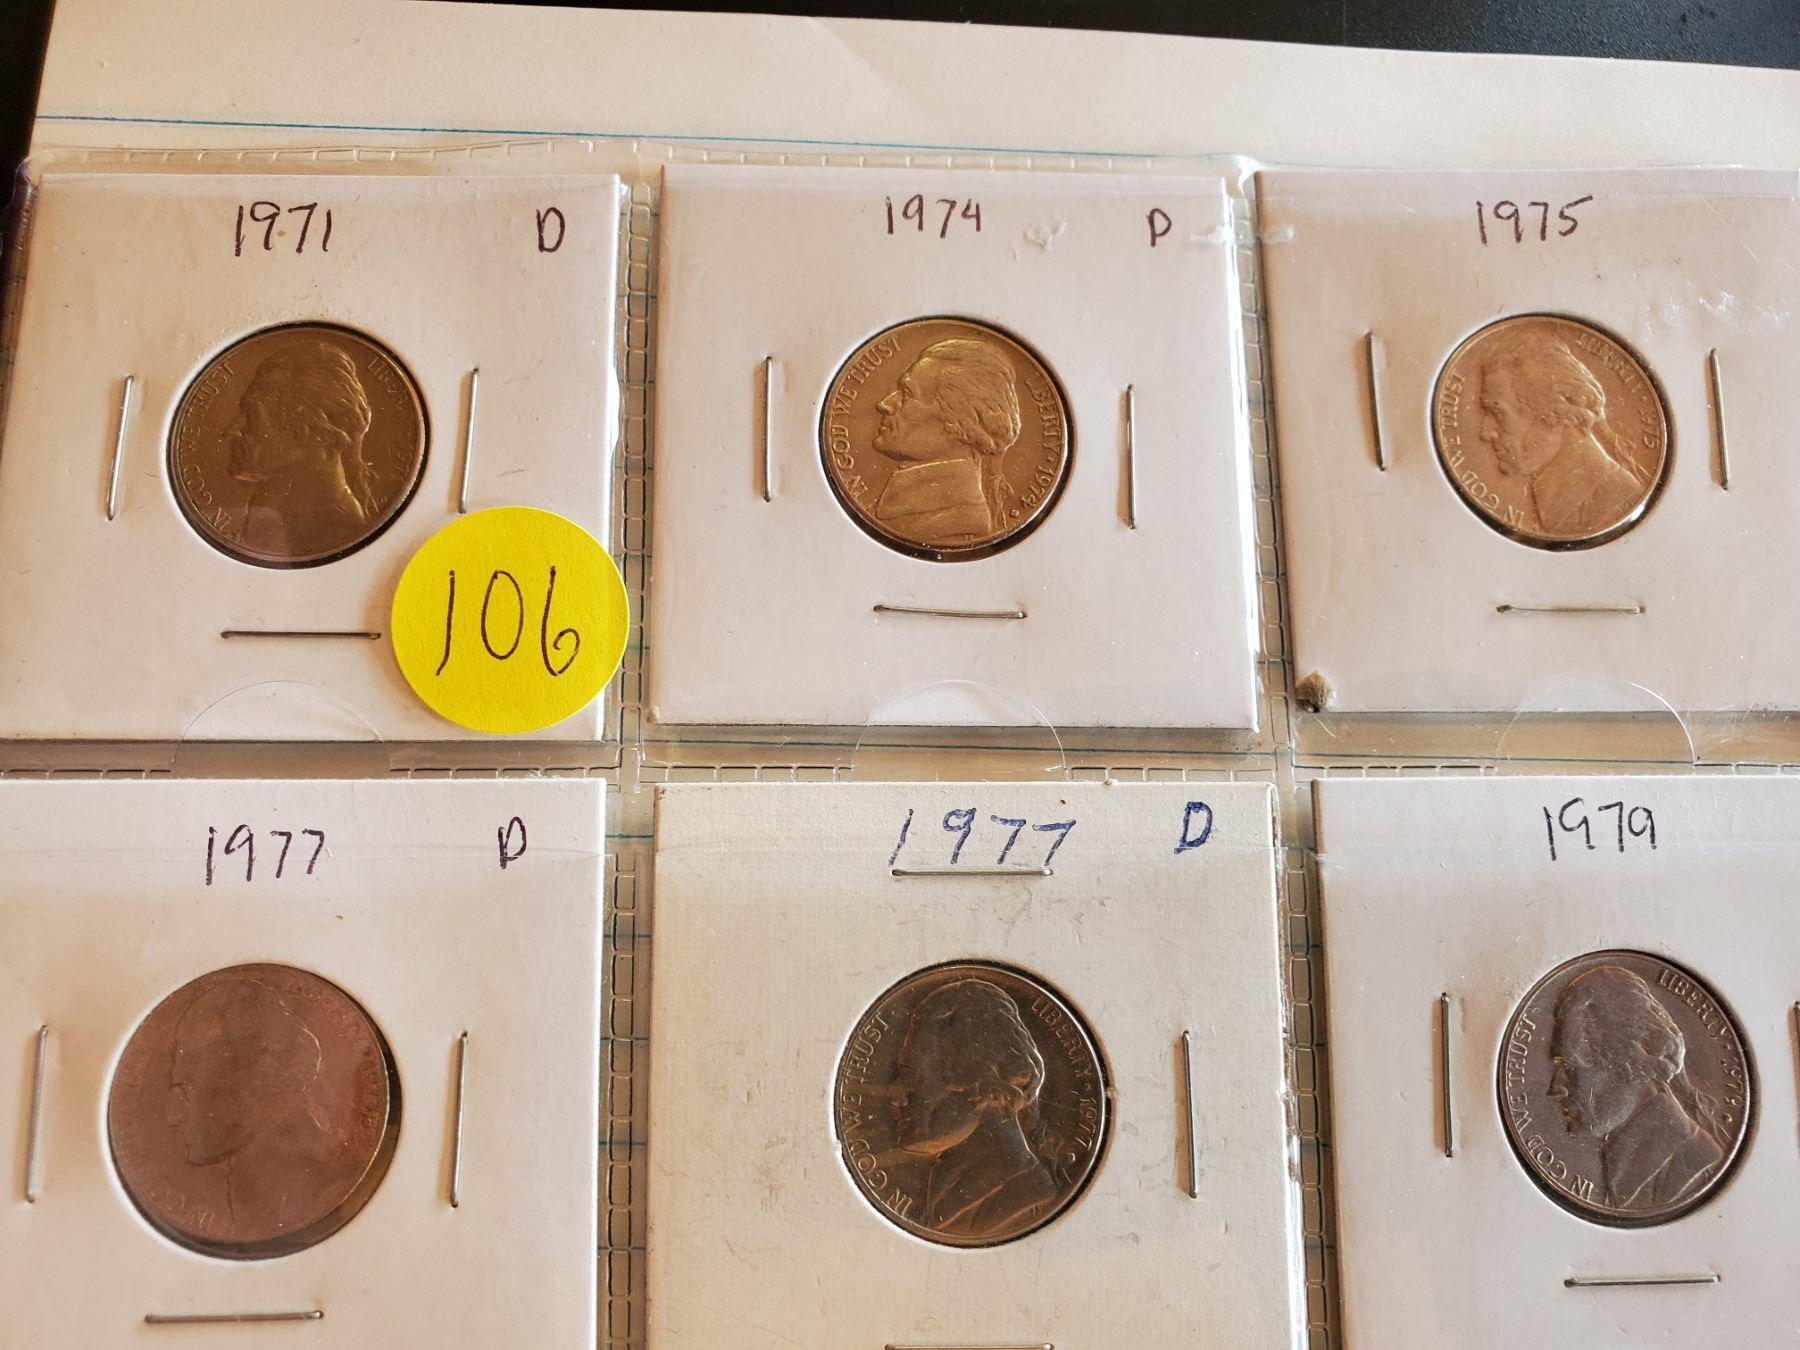 1971 D
1974 D
1975
IN GOD WE TRUST
IN GOD WE TRUST LIBERTY · 1974 D
IN GOD WE TRUST LIBERTY · 1975
106
1977 D
1977 D
1979
IN GOD WE TRUST LIBERTY · 1977
IN GOD WE TRUST LIBERTY · 1979